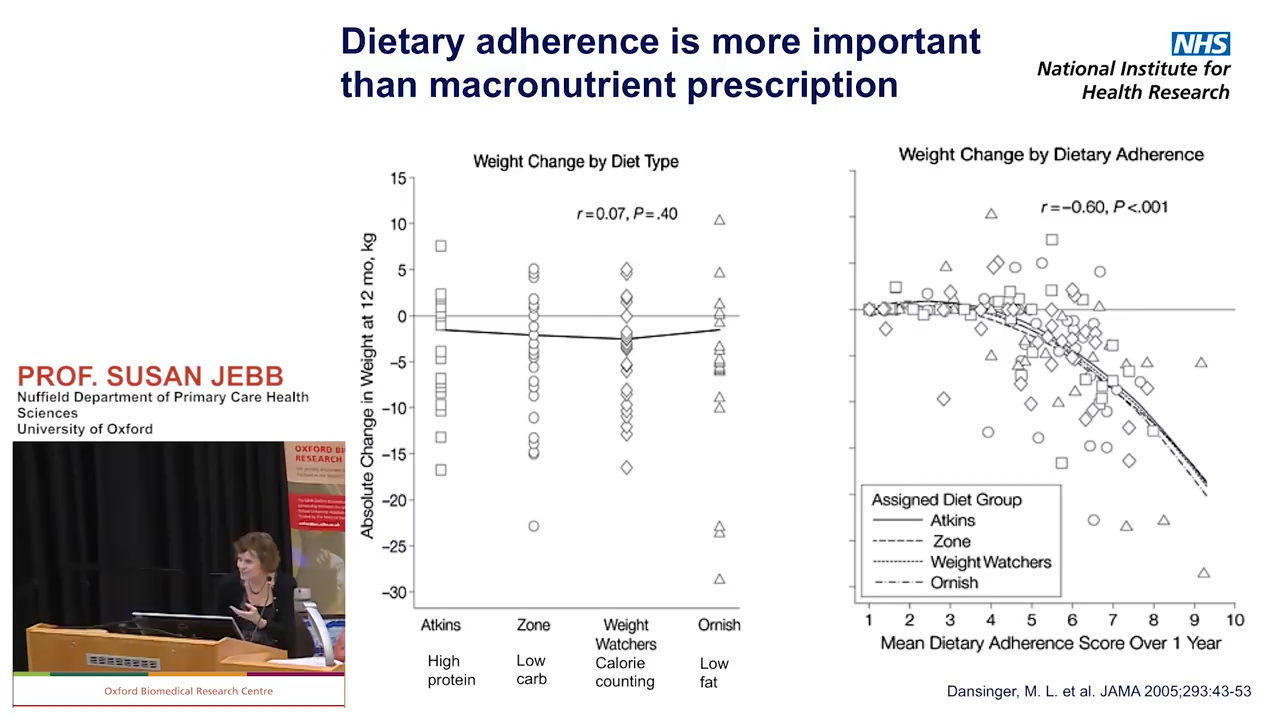 Dietary adherence is more important
than macronutrient prescription
NHS
National Institute for
Health Research
Weight Change by Diet Type
r=0.07, P=.40
Absolute Change in Weight at 12 mo, kg
15
10
5
0
−5
−10
−15
−20
−25
−30
Atkins
Zone
Weight
Watchers
Ornish
High
protein
Low
carb
Calorie
counting
Low
fat
Weight Change by Dietary Adherence
r=−0.60, P<.001
Assigned Diet Group
Atkins
Zone
Weight Watchers
Ornish
1 2 3 4 5 6 7 8 9 10
Mean Dietary Adherence Score Over 1 Year
Dansinger, M. L. et al. JAMA 2005;293:43-53
PROF. SUSAN JEBB
Nuffield Department of Primary Care Health
Sciences
University of Oxford
OXFORD BI
RESEARCH
Oxford Biomedical Research Centre